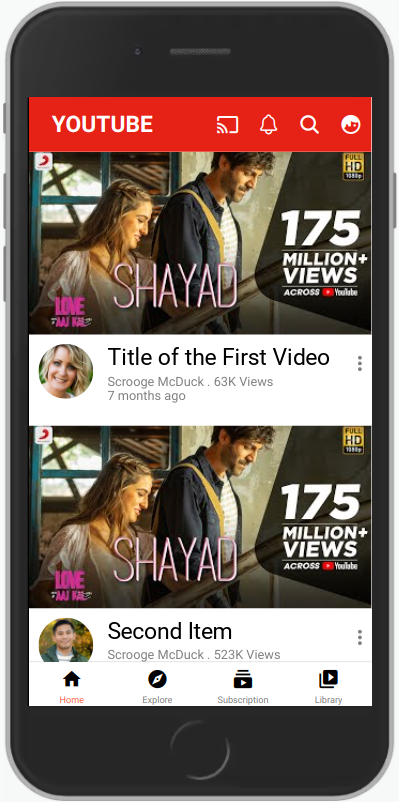 YOUTUBE
FULL
HD
1080p
175
MILLION+
VIEWS
ACROSS YouTube
SHAYAD
LOVE
AAJ KAL
Title of the First Video
Scrooge McDuck . 63K Views
7 months ago
FULL
HD
1080p
175
MILLION+
VIEWS
ACROSS YouTube
SHAYAD
LOVE
AAJ KAL
Second Item
Scrooge McDuck . 523K Views
Home
Explore
Subscription
Library